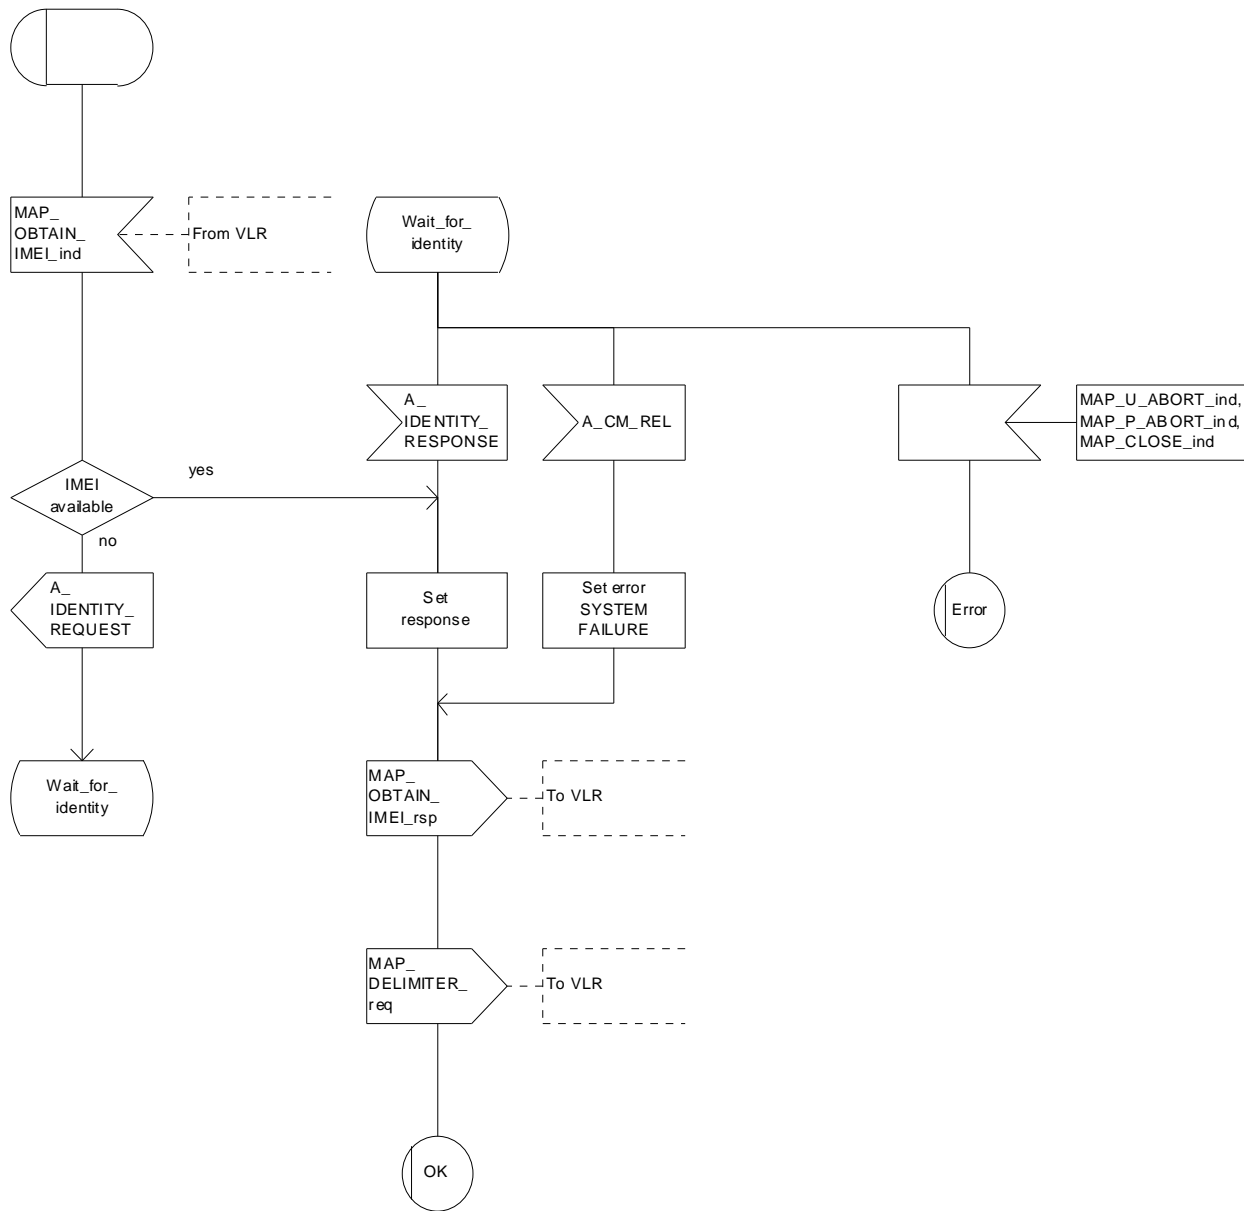 MAP_
OBTAIN_
IMEI_ind
From VLR
Wait_for_
identity
A_
IDENTITY_
RESPONSE
A_CM_REL
MAP_U_ABORT_ind,
MAP_P_ABORT_ind,
MAP_CLOSE_ind
IMEI
available
yes
no
A_
IDENTITY_
REQUEST
Set
response
Set error
SYSTEM
FAILURE
Error
Wait_for_
identity
MAP_
OBTAIN_
IMEI_rsp
To VLR
MAP_
DELIMITER_
req
To VLR
OK